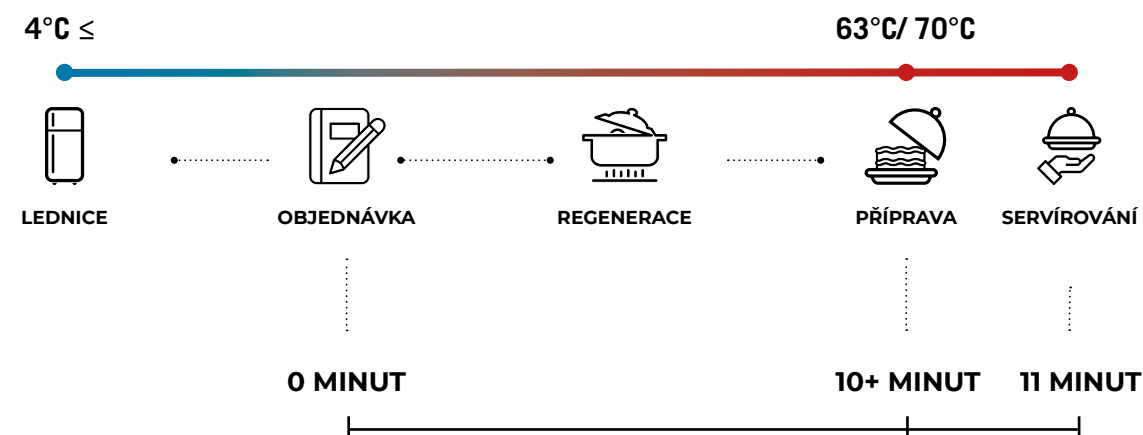 4°C ≤
63°C/ 70°C
LEDNICE
OBJEDNÁVKA
REGENERACE
PŘÍPRAVA
SERVÍROVÁNÍ
0 MINUT
10+ MINUT
11 MINUT